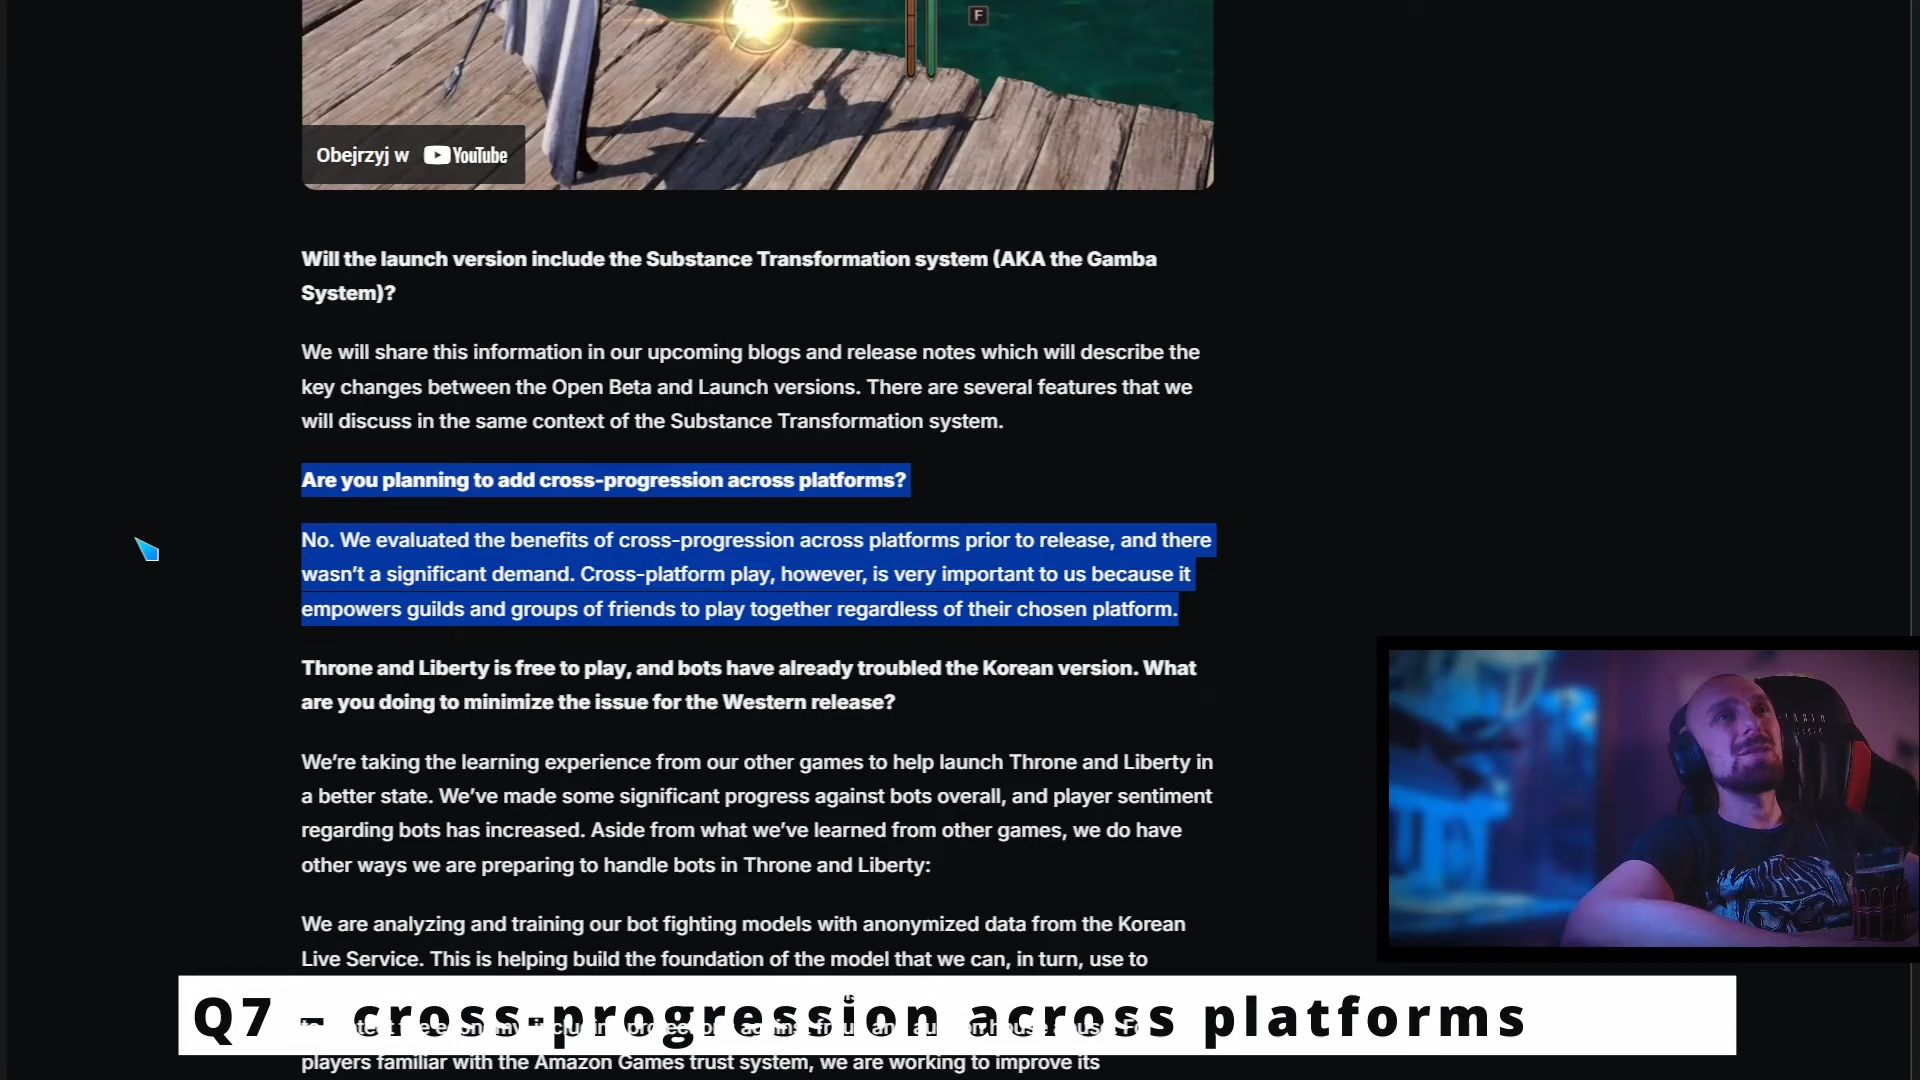 F
Obejrzyj w YouTube
Will the launch version include the Substance Transformation system (AKA the Gamba
System)?
We will share this information in our upcoming blogs and release notes which will describe the
key changes between the Open Beta and Launch versions. There are several features that we
will discuss in the same context of the Substance Transformation system.
Are you planning to add cross-progression across platforms?
No. We evaluated the benefits of cross-progression across platforms prior to release, and there
wasn’t a significant demand. Cross-platform play, however, is very important to us because it
empowers guilds and groups of friends to play together regardless of their chosen platform.
Throne and Liberty is free to play, and bots have already troubled the Korean version. What
are you doing to minimize the issue for the Western release?
We’re taking the learning experience from our other games to help launch Throne and Liberty in
a better state. We’ve made some significant progress against bots overall, and player sentiment
regarding bots has increased. Aside from what we’ve learned from other games, we do have
other ways we are preparing to handle bots in Throne and Liberty:
We are analyzing and training our bot fighting models with anonymized data from the Korean
Live Service. This is helping build the foundation of the model that we can, in turn, use to
Q7 - cross-progression across platforms
players familiar with the Amazon Games trust system, we are working to improve its